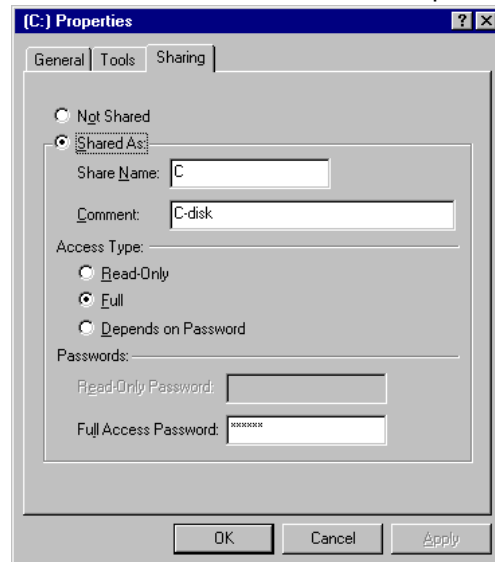 (C:) Properties
General Tools Sharing
Not Shared
Shared As:
Share Name: C
Comment: C-disk
Access Type:
Read-Only
Full
Depends on Password
Passwords:
Read-Only Password:
Full Access Password: ******
OK Cancel Apply